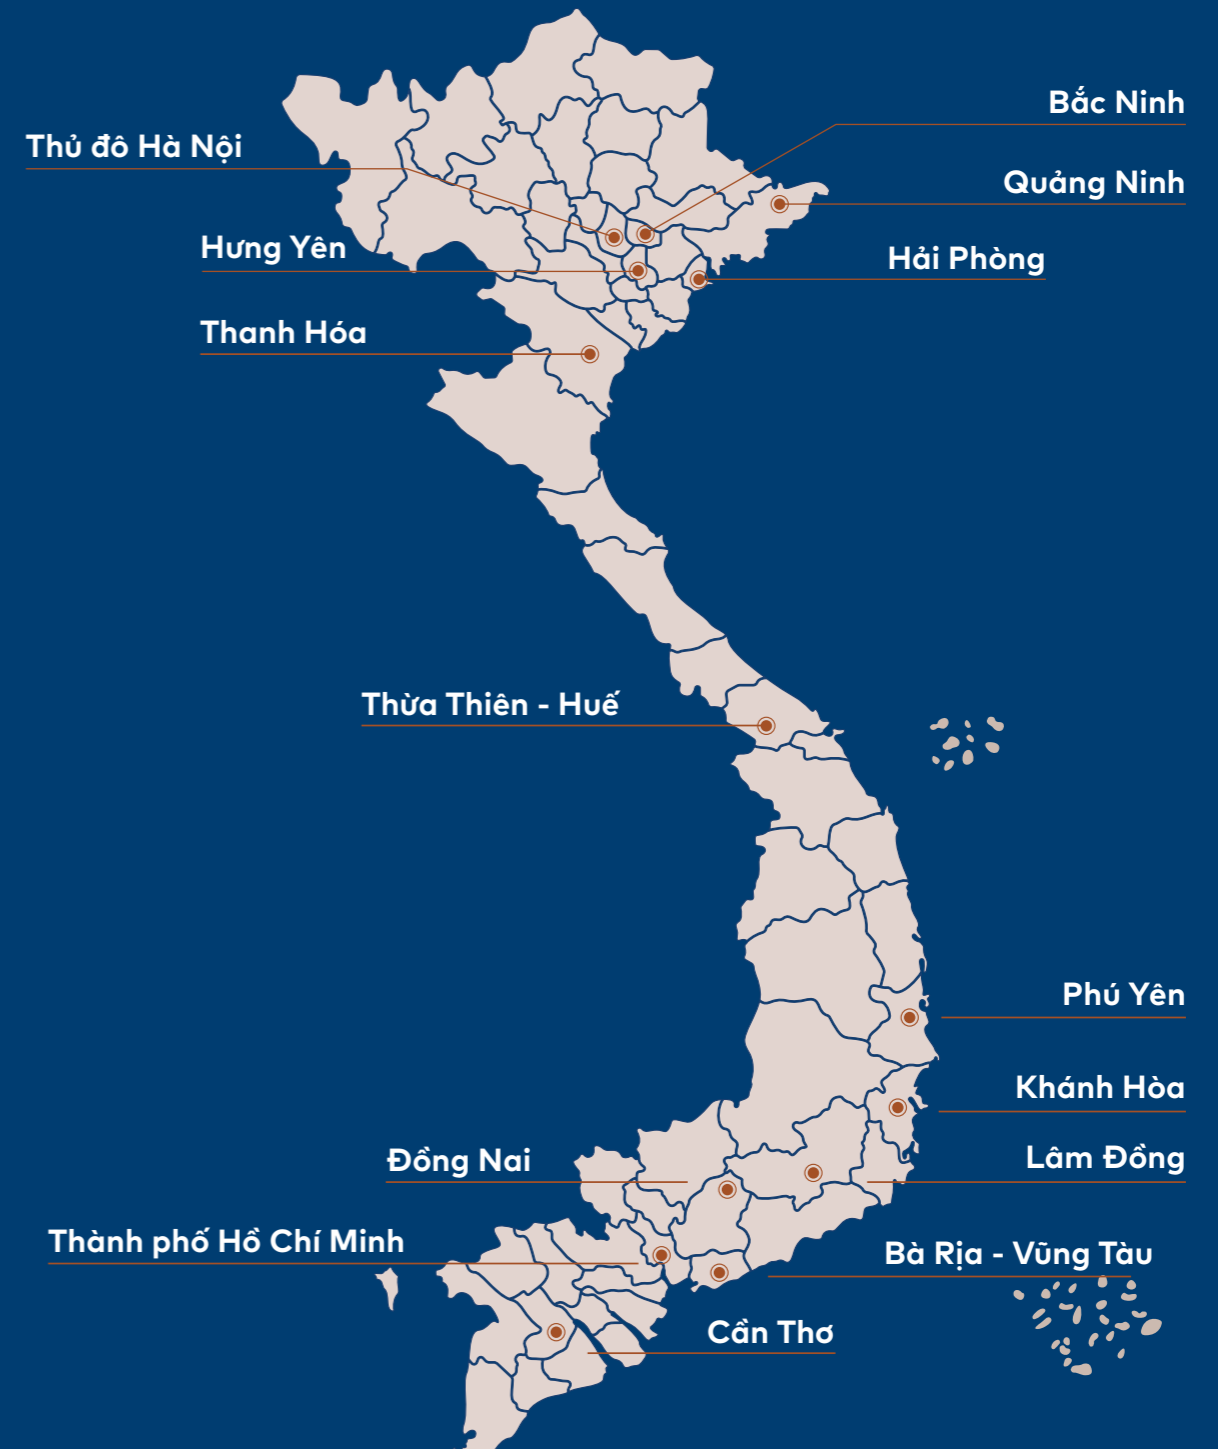 Bắc Ninh
Thủ đô Hà Nội
Quảng Ninh
Hưng Yên
Hải Phòng
Thanh Hóa
Thừa Thiên - Huế
Phú Yên
Khánh Hòa
Đồng Nai
Lâm Đồng
Thành phố Hồ Chí Minh
Bà Rịa - Vũng Tàu
Cần Thơ